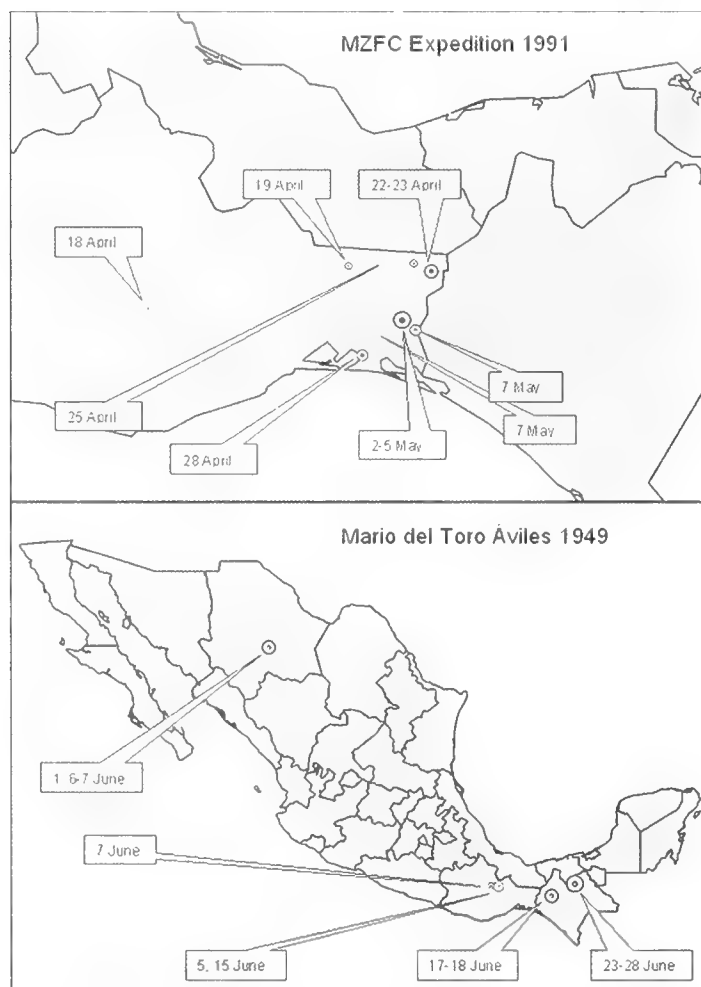 MZFC Expedition 1991
19 April
22-23 April
18 April
25 April
28 April
2-5 May
7 May
7 May
Mario del Toro Àviles 1949
1, 6-7 June
7 June
5, 15 June
17-18 June
23-28 June